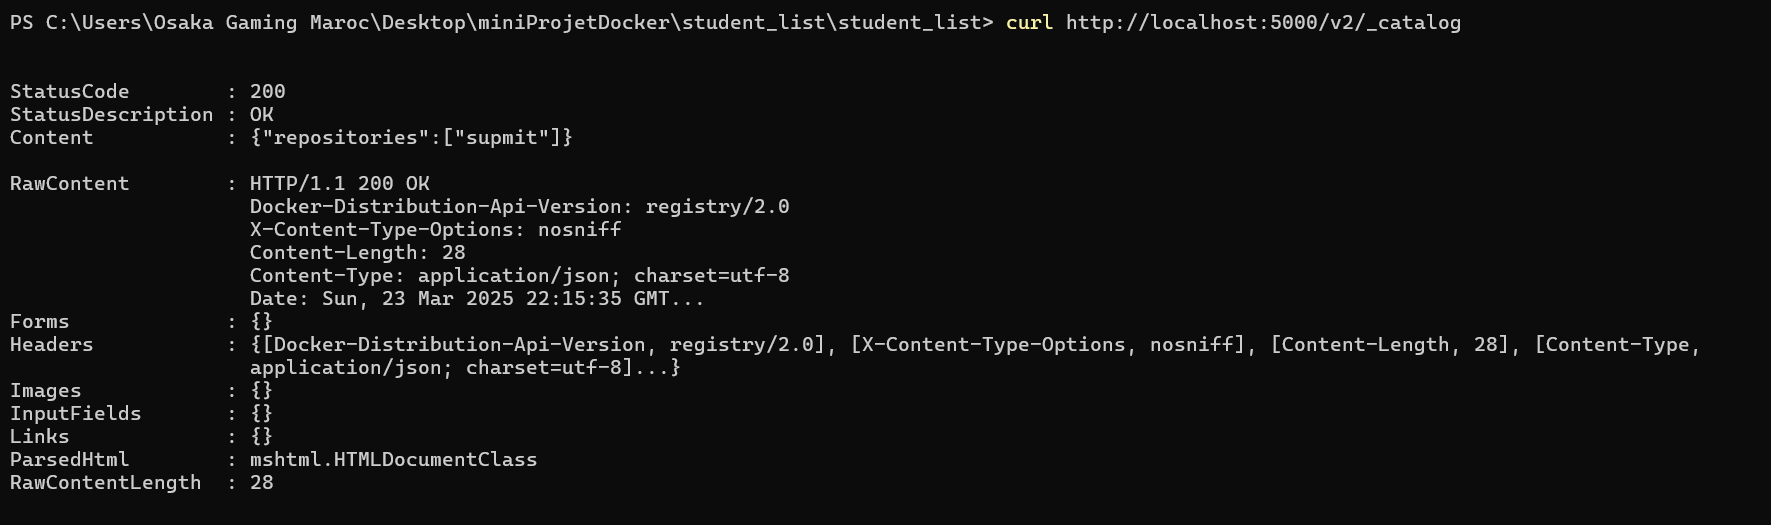 PS C:\Users\Osaka Gaming Maroc\Desktop\miniProjetDocker\student_list\student_list> curl http://localhost:5000/v2/_catalog
StatusCode        : 200
StatusDescription : OK
Content           : {"repositories":["supmit"]}
RawContent        : HTTP/1.1 200 OK
                    Docker-Distribution-Api-Version: registry/2.0
                    X-Content-Type-Options: nosniff
                    Content-Length: 28
                    Content-Type: application/json; charset=utf-8
                    Date: Sun, 23 Mar 2025 22:15:35 GMT...
Forms             : {}
Headers           : {[Docker-Distribution-Api-Version, registry/2.0], [X-Content-Type-Options, nosniff], [Content-Length, 28], [Content-Type,
                    application/json; charset=utf-8]...}
Images            : {}
InputFields       : {}
Links             : {}
ParsedHtml        : mshtml.HTMLDocumentClass
RawContentLength  : 28